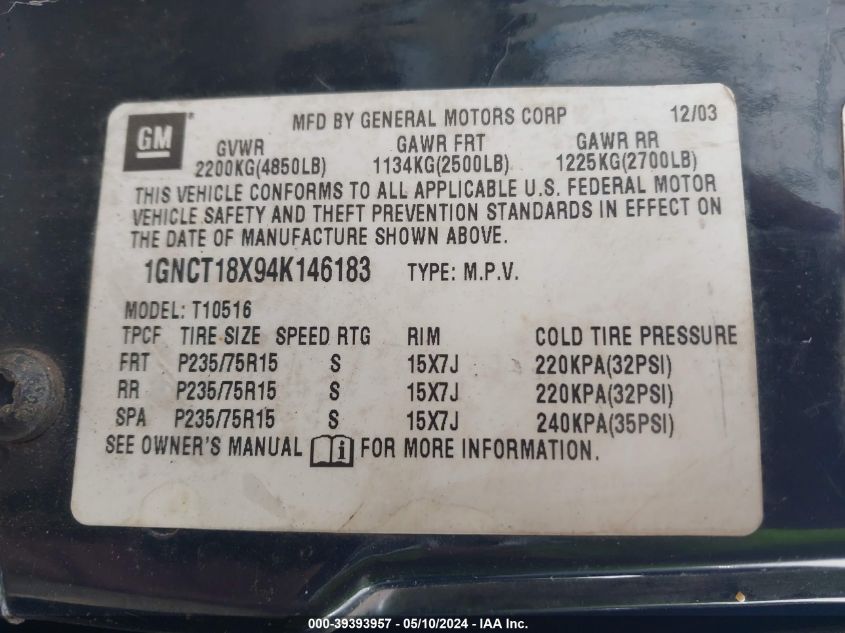 GM
MFD BY GENERAL MOTORS CORP 12/03
GVWR GAWR FRT GAWR RR
2200KG(4850LB) 1134KG(2500LB) 1225KG(2700LB)
THIS VEHICLE CONFORMS TO ALL APPLICABLE U.S. FEDERAL MOTOR
VEHICLE SAFETY AND THEFT PREVENTION STANDARDS IN EFFECT ON
THE DATE OF MANUFACTURE SHOWN ABOVE.
1GNCT18X94K146183 TYPE: M.P.V.
MODEL: T10516
TPCF TIRE SIZE SPEED RTG RIM COLD TIRE PRESSURE
FRT P235/75R15 S 15X7J 220KPA(32PSI)
RR P235/75R15 S 15X7J 220KPA(32PSI)
SPA P235/75R15 S 15X7J 240KPA(35PSI)
SEE OWNER'S MANUAL i FOR MORE INFORMATION.
000-39393957 - 05/10/2024 - IAA Inc.